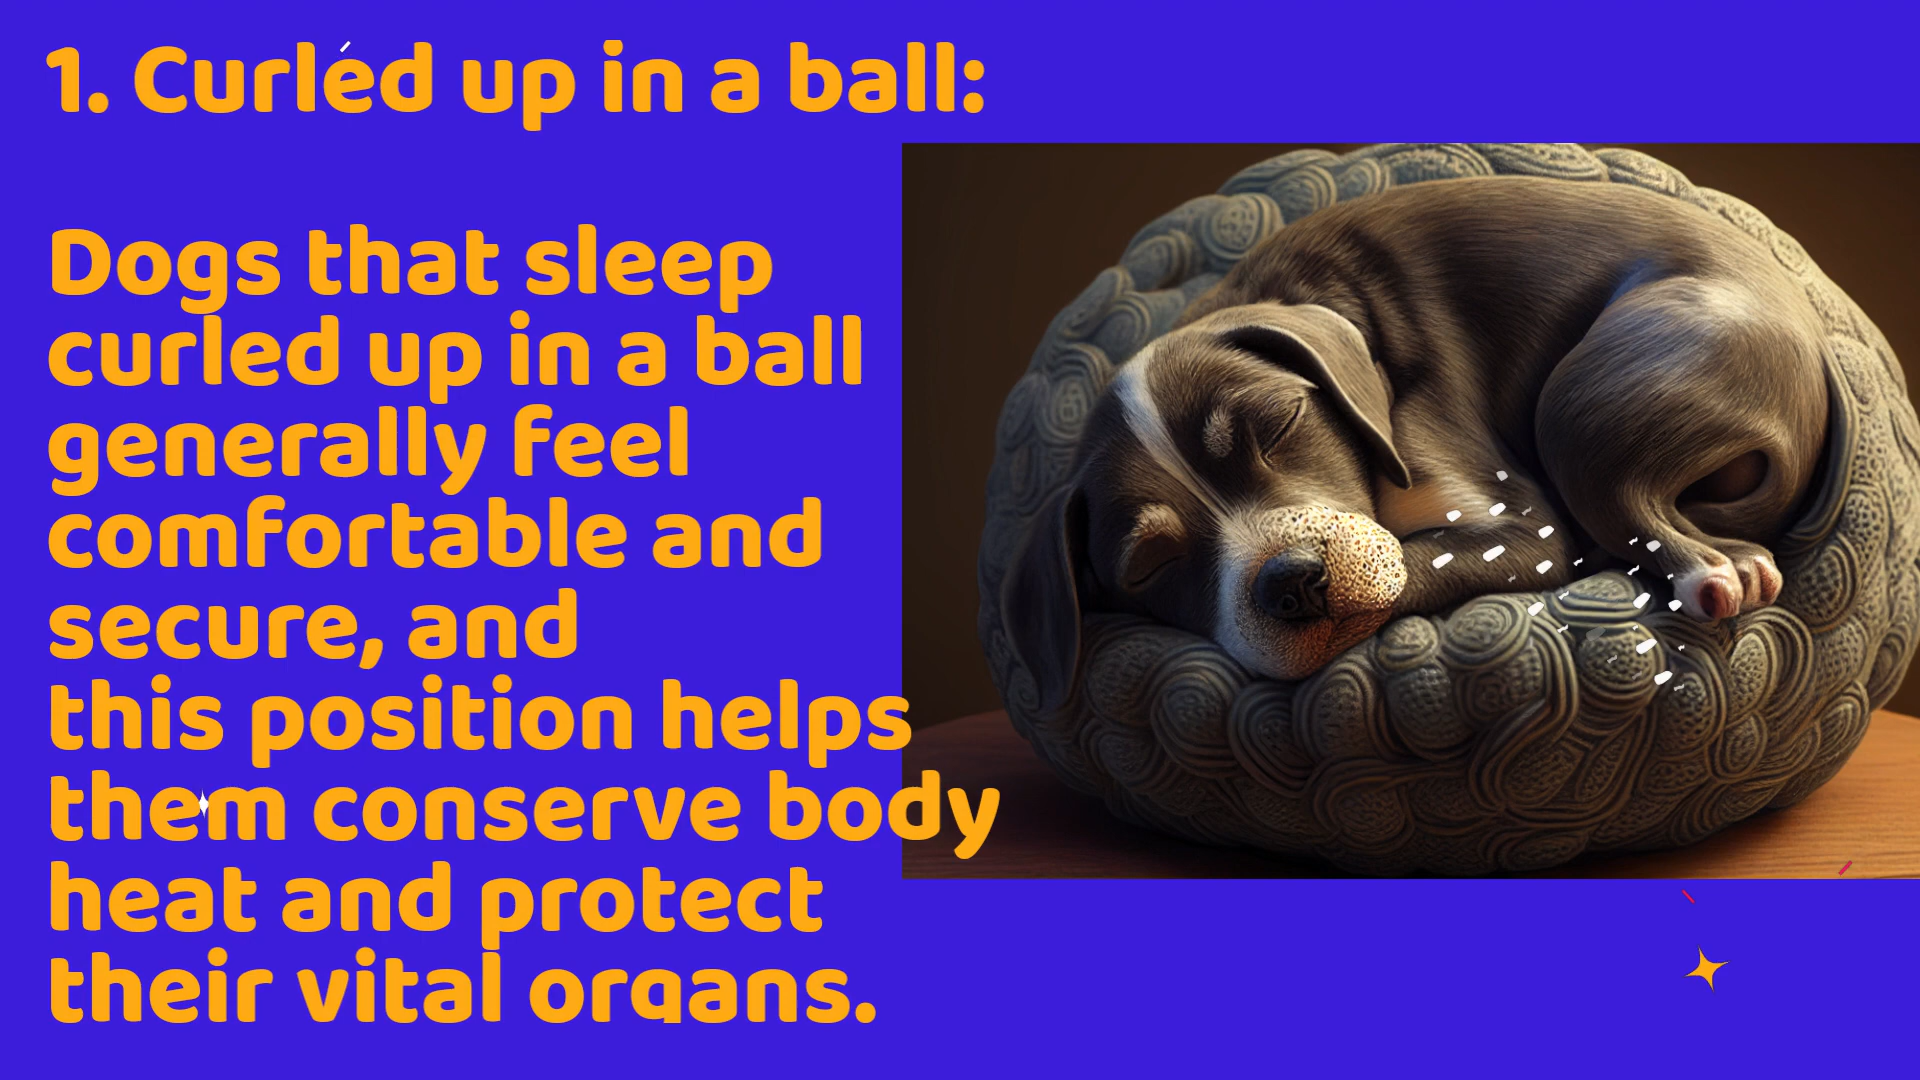 1. Curled up in a ball:
Dogs that sleep
curled up in a ball
generally feel
comfortable and
secure, and
this position helps
them conserve body
heat and protect
their vital organs.